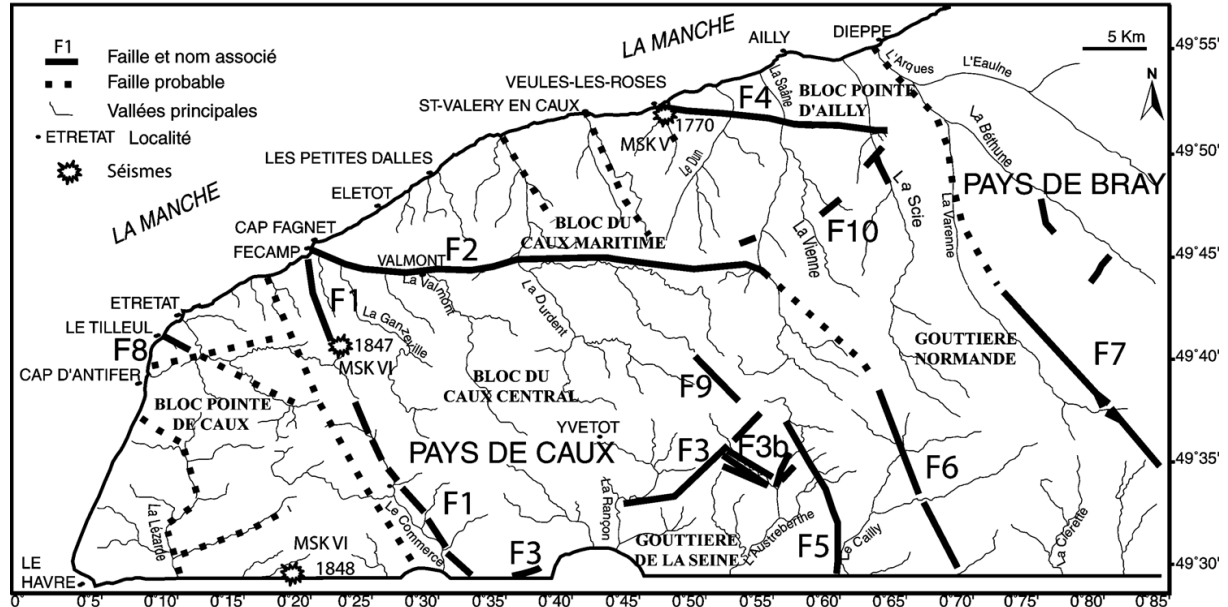 F1 Faille et nom associé
Faille probable
Vallées principales
ETRETAT Localité
Séismes
LA MANCHE
LA MANCHE
5 Km
N
DIEPPE
AILLY
VEULES-LES-ROSES
ST-VALERY EN CAUX
LES PETITES DALLES
ELETOT
CAP FAGNET
FECAMP
ETRETAT
LE TILLEUL
CAP D'ANTIFER
LE
HAVRE
VALMONT
YVETOT
L'Arques
L'Eaulne
La Béthune
La Saâne
Le Dun
La Vienne
La Scie
La Varenne
La Valmont
La Durdent
La Ganzeville
La Lézarde
Le Commerce
La Rançon
L'Austreberthe
Le Cailly
La Clerette
BLOC POINTE
D'AILLY
PAYS DE BRAY
BLOC DU
CAUX MARITIME
GOUTTIERE
NORMANDE
BLOC DU
CAUX CENTRAL
BLOC POINTE
DE CAUX
PAYS DE CAUX
GOUTTIERE
DE LA SEINE
1770
MSK V
1847
MSK VI
MSK VI
1848
F4
F2
F10
F1
F8
F7
F9
F3
F3b
F6
F1
F3
F5
49°55'
49°50'
49°45'
49°40'
49°35'
49°30'
0° 0°5' 0°10' 0°15' 0°20' 0°25' 0°30' 0°35' 0°40' 0°45' 0°50' 0°55' 0°60' 0°65' 0°70' 0°75' 0°80' 0°85'